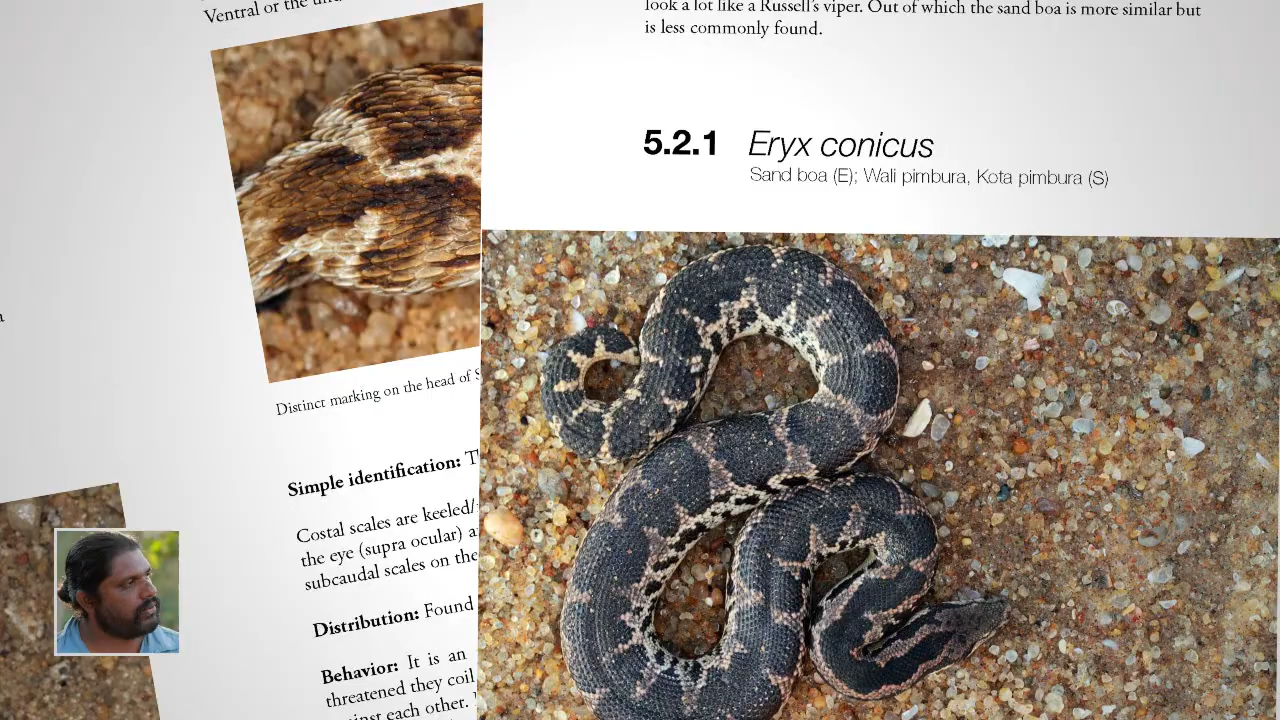 Ventral or the
Distinct marking on the head of
Simple identification:
Costal scales are keeled/
the eye (supra ocular)
subcaudal scales on the
Distribution: Found
Behavior: It is an
threatened they coil
each other.
look a lot like a Russell's viper. Out of which the sand boa is more similar but
is less commonly found.
5.2.1 Eryx conicus
Sand boa (E); Wali pimbura, Kota pimbura (S)